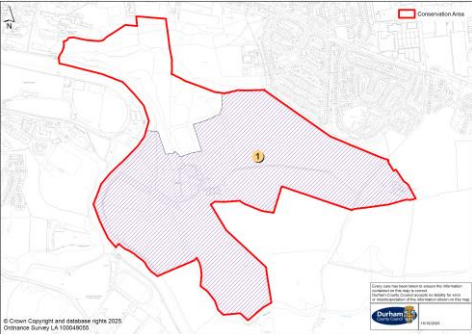 N
Conservation Area
1
© Crown Copyright and database rights 2025.
Ordnance Survey LA 100049055
Every care has been taken to ensure the information
contained on this map is correct.
Durham County Council accepts no liability for error
or misinterpretation of the information shown on this map.
Durham
County Council